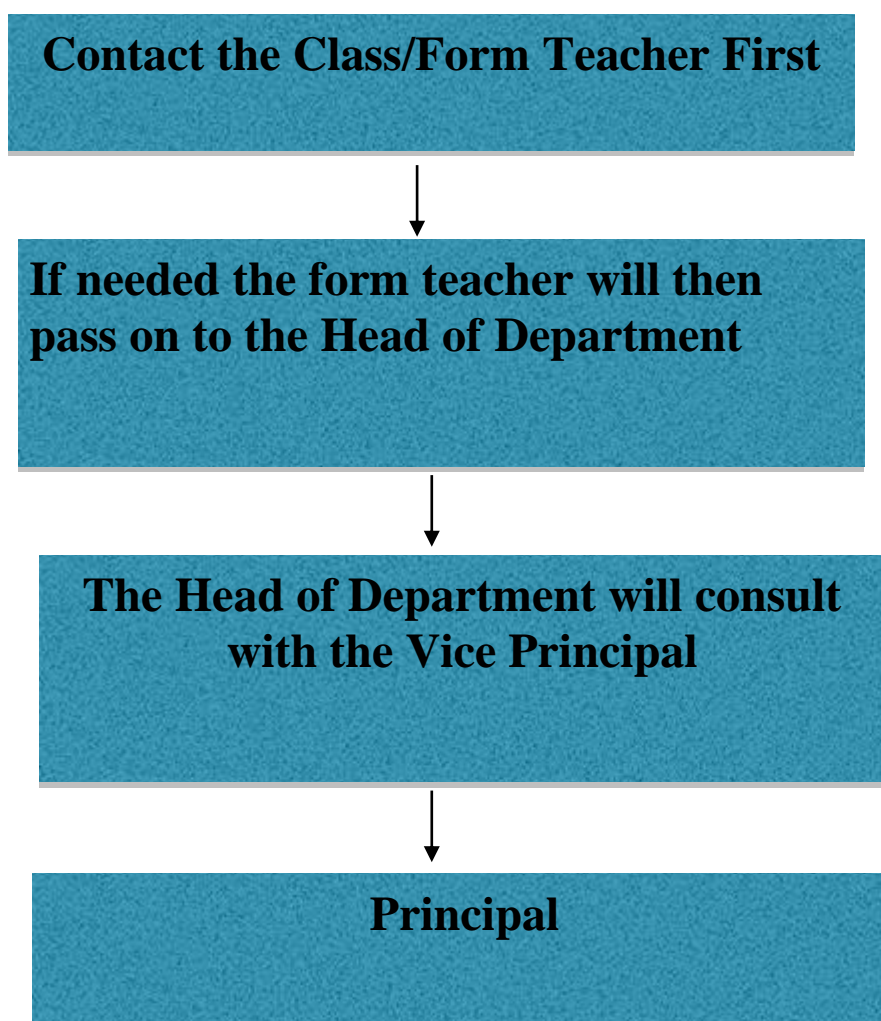 Contact the Class/Form Teacher First
If needed the form teacher will then
pass on to the Head of Department
The Head of Department will consult
with the Vice Principal
Principal